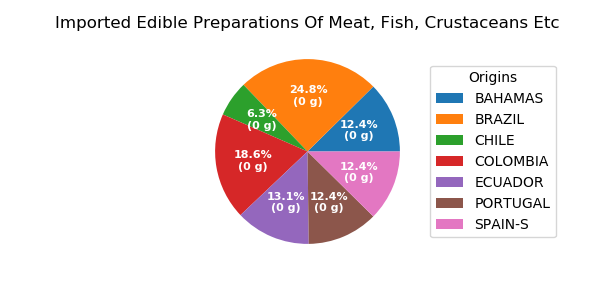 Imported Edible Preparations Of Meat, Fish, Crustaceans Etc
24.8%
(0 g)
6.3%
(0 g)
12.4%
(0 g)
18.6%
(0 g)
12.4%
(0 g)
13.1%
(0 g)
12.4%
(0 g)
Origins
BAHAMAS
BRAZIL
CHILE
COLOMBIA
ECUADOR
PORTUGAL
SPAIN-S